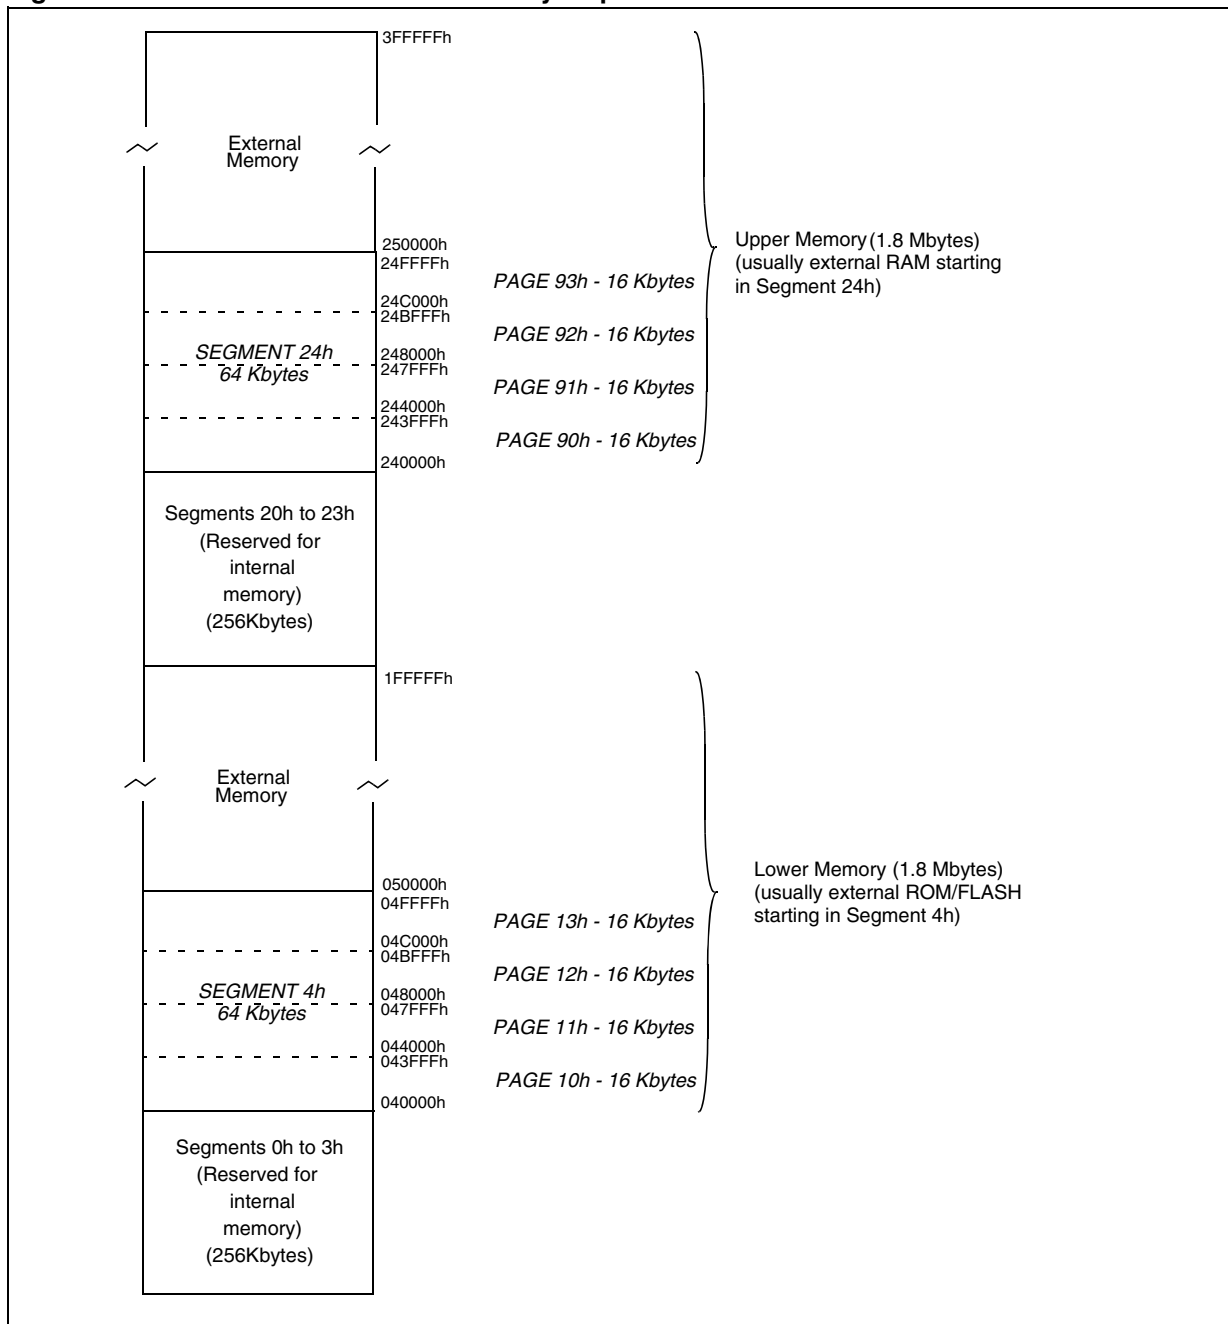 3FFFFFh
External
Memory
250000h
24FFFFh
PAGE 93h - 16 Kbytes
24C000h
24BFFFh
PAGE 92h - 16 Kbytes
SEGMENT 24h
64 Kbytes
248000h
247FFFh
PAGE 91h - 16 Kbytes
244000h
243FFFh
PAGE 90h - 16 Kbytes
240000h
Upper Memory (1.8 Mbytes)
(usually external RAM starting
in Segment 24h)
Segments 20h to 23h
(Reserved for
internal
memory)
(256Kbytes)
1FFFFFh
External
Memory
050000h
04FFFFh
PAGE 13h - 16 Kbytes
04C000h
04BFFFh
PAGE 12h - 16 Kbytes
SEGMENT 4h
64 Kbytes
048000h
047FFFh
PAGE 11h - 16 Kbytes
044000h
043FFFh
PAGE 10h - 16 Kbytes
040000h
Lower Memory (1.8 Mbytes)
(usually external ROM/FLASH
starting in Segment 4h)
Segments 0h to 3h
(Reserved for
internal
memory)
(256Kbytes)